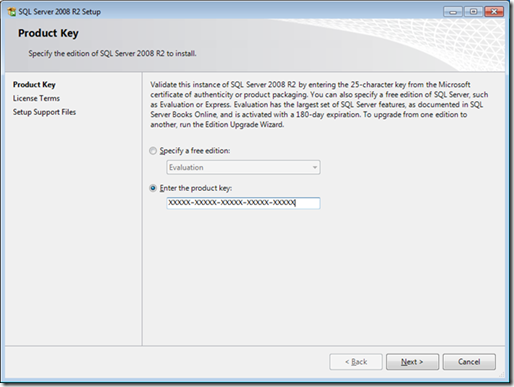 SQL Server 2008 R2 Setup
Product Key
Specify the edition of SQL Server 2008 R2 to install.
Product Key
License Terms
Setup Support Files
Validate this instance of SQL Server 2008 R2 by entering the 25-character key from the Microsoft
certificate of authenticity or product packaging. You can also specify a free edition of SQL Server, such
as Evaluation or Express. Evaluation has the largest set of SQL Server features, as documented in SQL
Server Books Online, and is activated with a 180-day expiration. To upgrade from one edition to
another, run the Edition Upgrade Wizard.
Specify a free edition:
Evaluation
Enter the product key:
XXXXX-XXXXX-XXXXX-XXXXX-XXXXX
< Back
Next >
Cancel